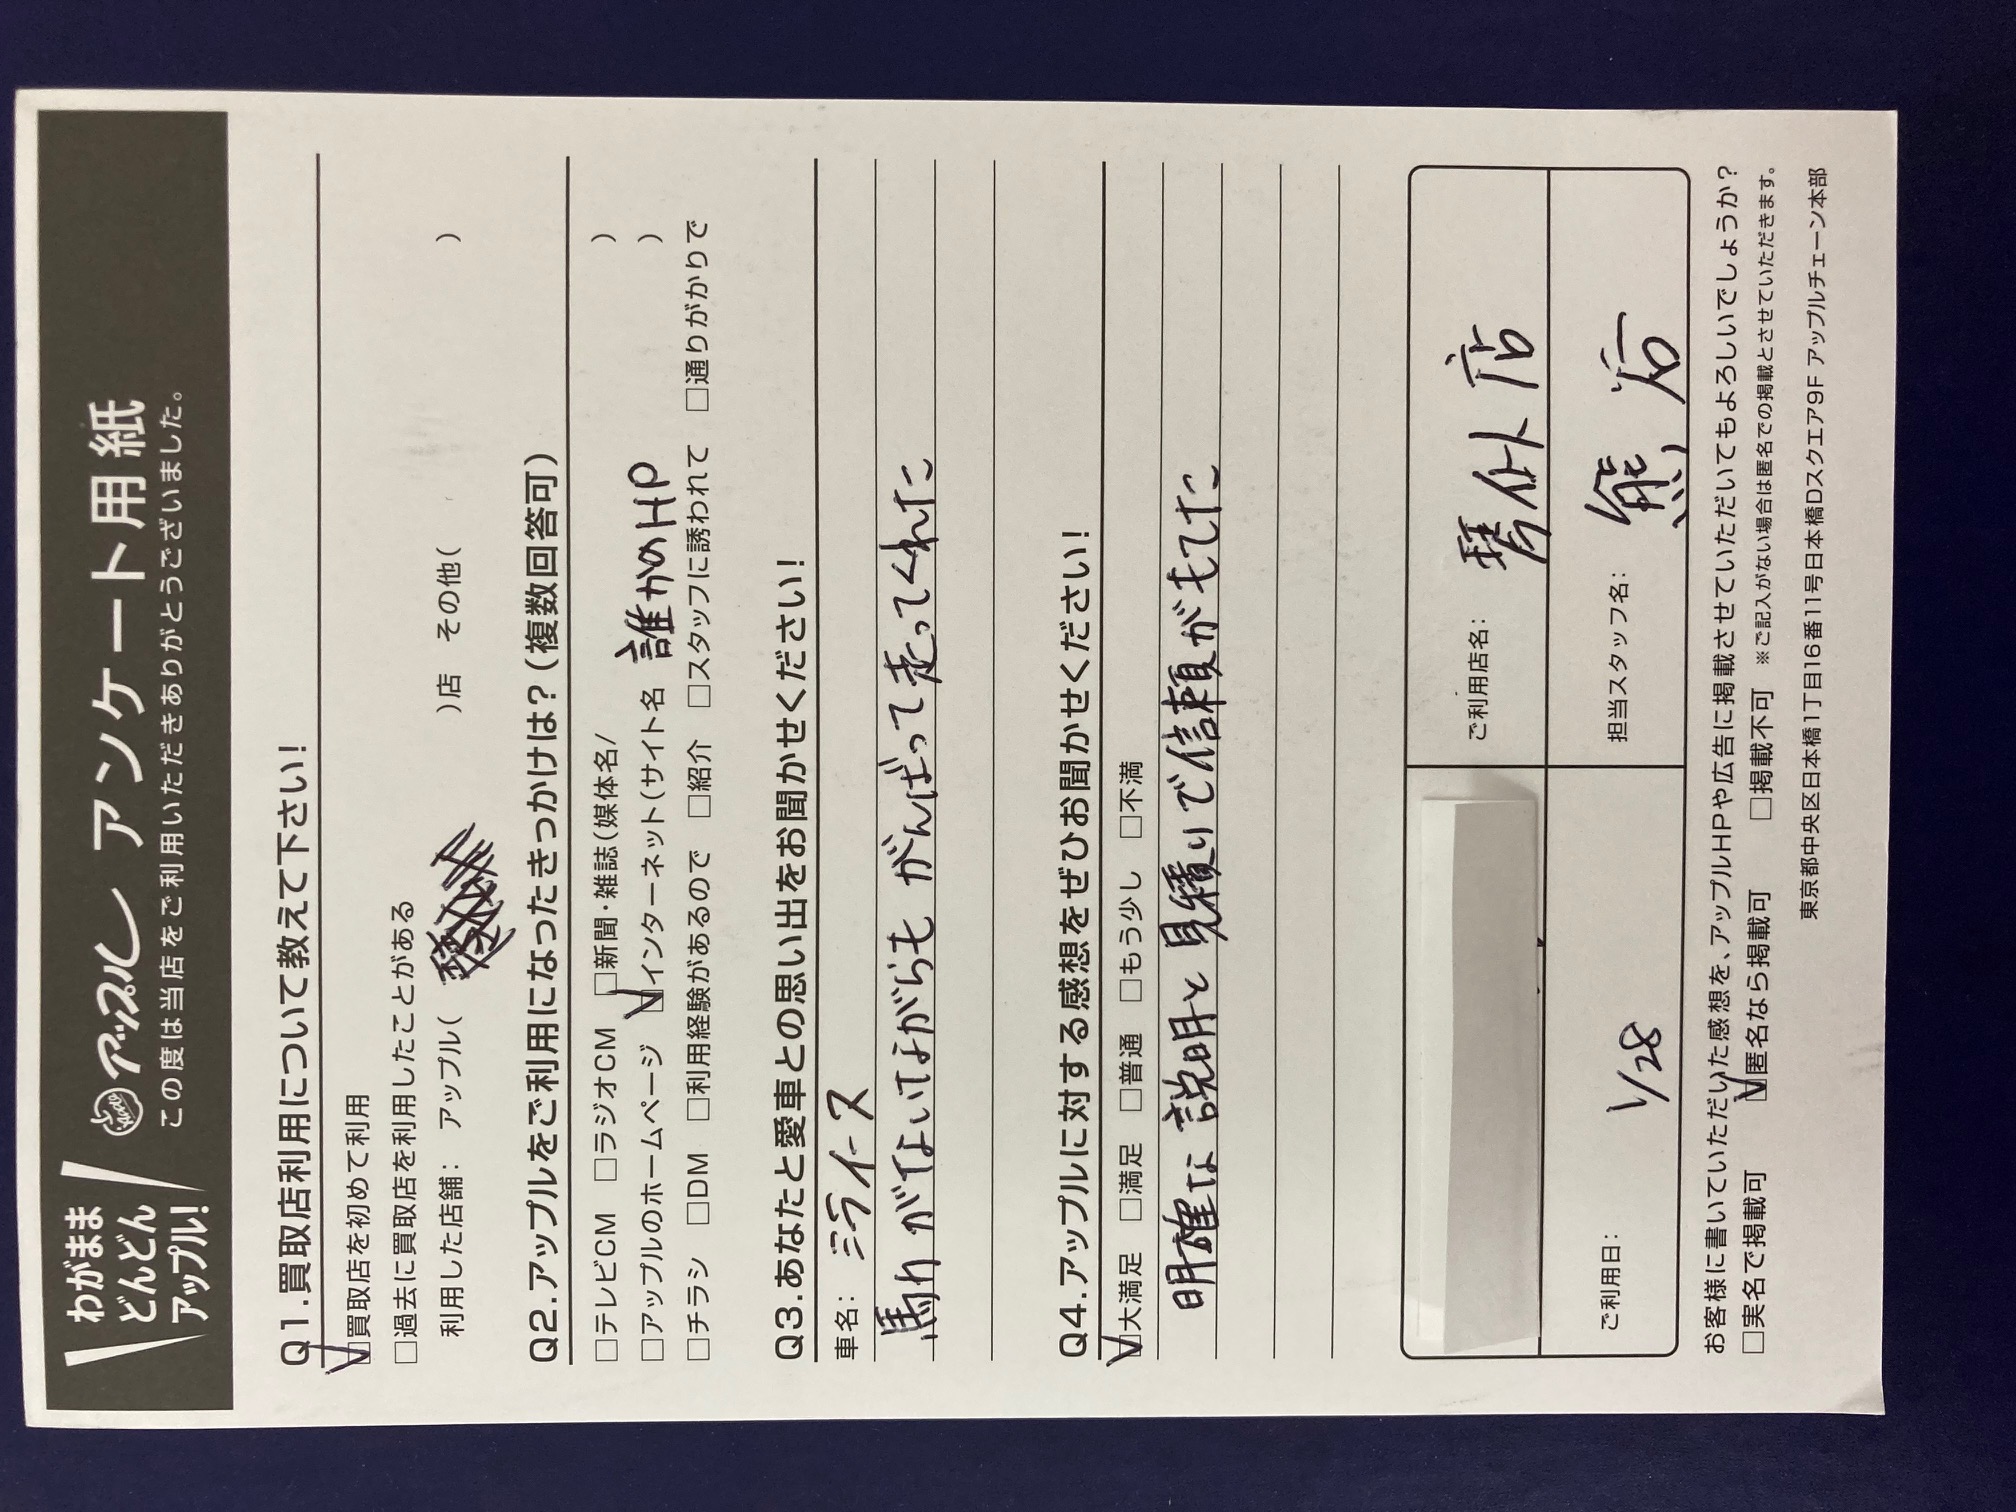 わがまま
どんどん
アップル!
アップル アンケート用紙
この度は当店をご利用いただきありがとうございました。
Q1.買取店利用について教えて下さい!
☑買取店を初めて利用
□過去に買取店を利用したことがある
利用した店舗: アップル( )店 その他( )
Q2.アップルをご利用になったきっかけは?(複数回答可)
□テレビCM □ラジオCM □新聞・雑誌(媒体名/ )
□アップルのホームページ ☑インターネット(サイト名 誰かのHP )
□チラシ □DM □利用経験があるので □紹介 □スタッフに誘われて □通りがかりで
Q3.あなたと愛車との思い出をお聞かせください!
車名: ミライース
馬力がないながらもがんばって走ってくれた
Q4.アップルに対する感想をぜひお聞かせください!
☑大満足 □満足 □普通 □もう少し □不満
明確な説明と見積りで信頼がもてた
ご利用店名: 琴似店
ご利用日: 1/28
担当スタッフ名: 熊
お客様に書いていただいた感想を、アップルHPや広告に掲載させていただいてもよろしいでしょうか?
□実名で掲載可 ☑匿名なら掲載可 □掲載不可 ※ご記入がない場合は匿名での掲載とさせていただきます。
東京都中央区日本橋1丁目16番11号日本橋Dスクエア9F アップルチェーン本部